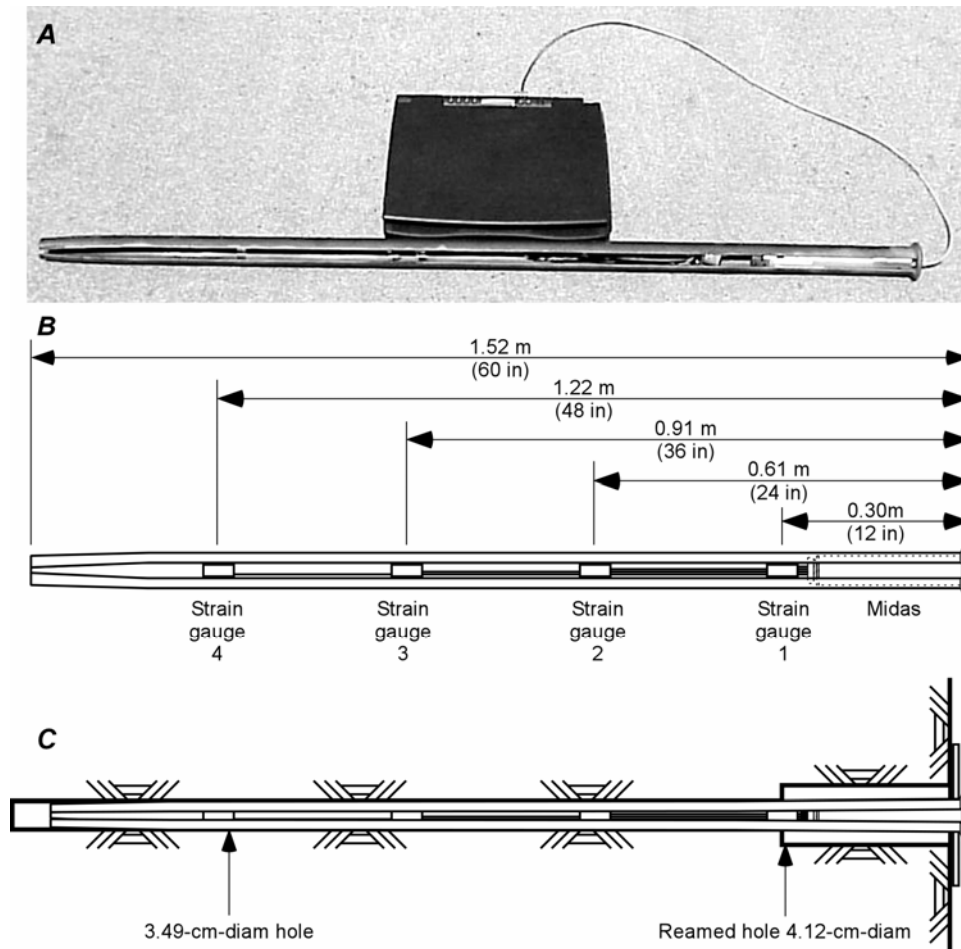 A
B
1.52 m
(60 in)
1.22 m
(48 in)
0.91 m
(36 in)
0.61 m
(24 in)
0.30m
(12 in)
Strain
gauge
4
Strain
gauge
3
Strain
gauge
2
Strain
gauge
1
Midas
C
3.49-cm-diam hole
Reamed hole 4.12-cm-diam